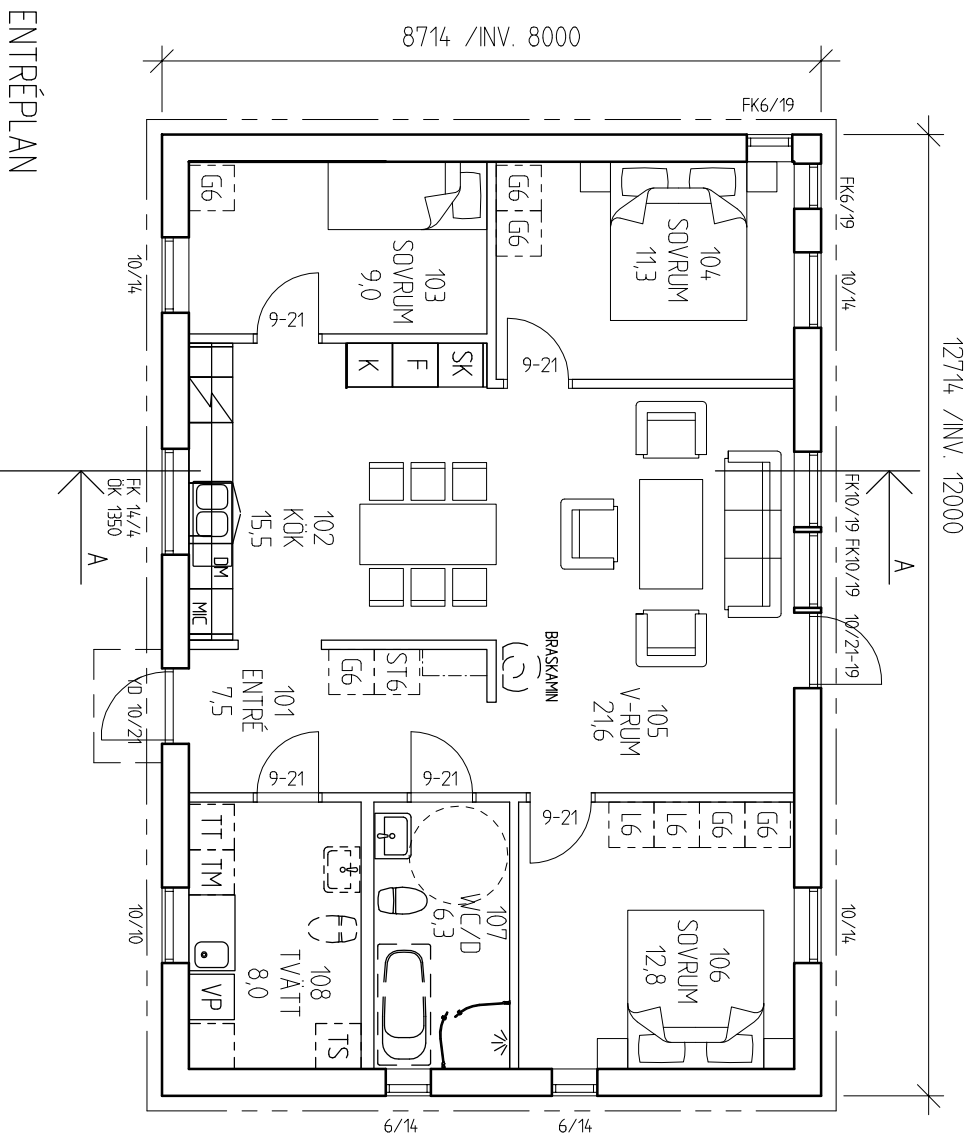 ENTRÉPLAN
8714 /INV. 8000
12714 /INV. 12000
FK6/19
FK6/19
10/14
FK10/19 FK10/19 10/21-19
10/14
A
A
10/14
FK 14/4
ÖK 1350
YD 10/21
10/10
6/14
6/14
G6
103
SOVRUM
9,0
9-21
G6
G6
104
SOVRUM
11,3
9-21
K
F
SK
102
KÖK
15,5
DM
MIC
BRASKAMIN
G6
ST6
101
ENTRÉ
7,5
105
V-RUM
21,6
9-21
9-21
9-21
L6
L6
G6
G6
106
SOVRUM
12,8
107
WC/D
6,3
TT
TM
VP
108
TVÄTT
8,0
TS